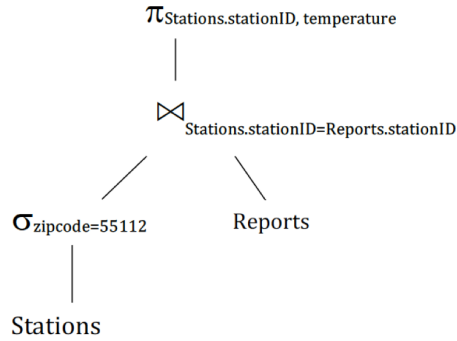 πStations.stationID, temperature
⋈Stations.stationID=Reports.stationID
σzipcode=55112
Reports
Stations